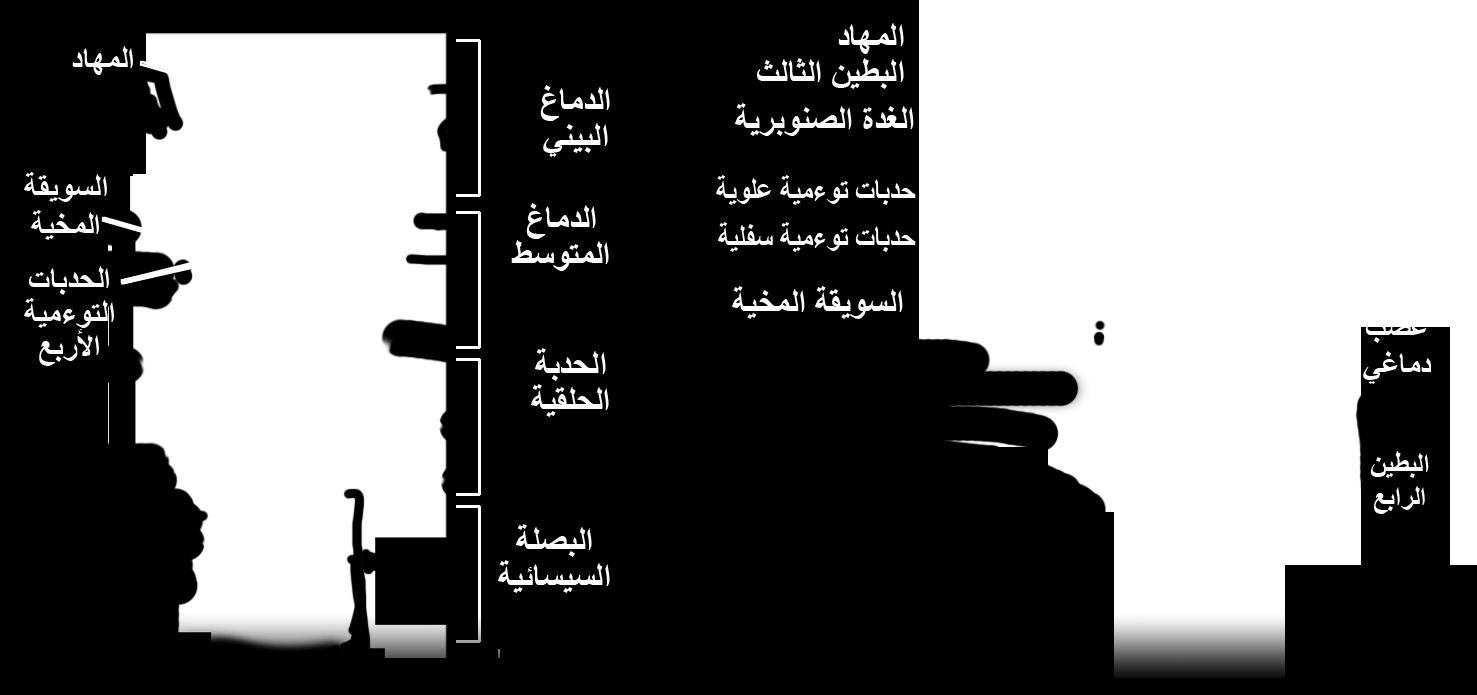 المهاد
السويقة
المخية
الحدبات
التوءمية
الأربع
الدماغ
البيني
الدماغ
المتوسط
الحدبة
الحلقية
البصلة
السيسائية
المهاد
البطين الثالث
الغدة الصنوبرية
حدبات توءمية علوية
حدبات توءمية سفلية
السويقة المخية
عصب
دماغي
البطين
الرابع